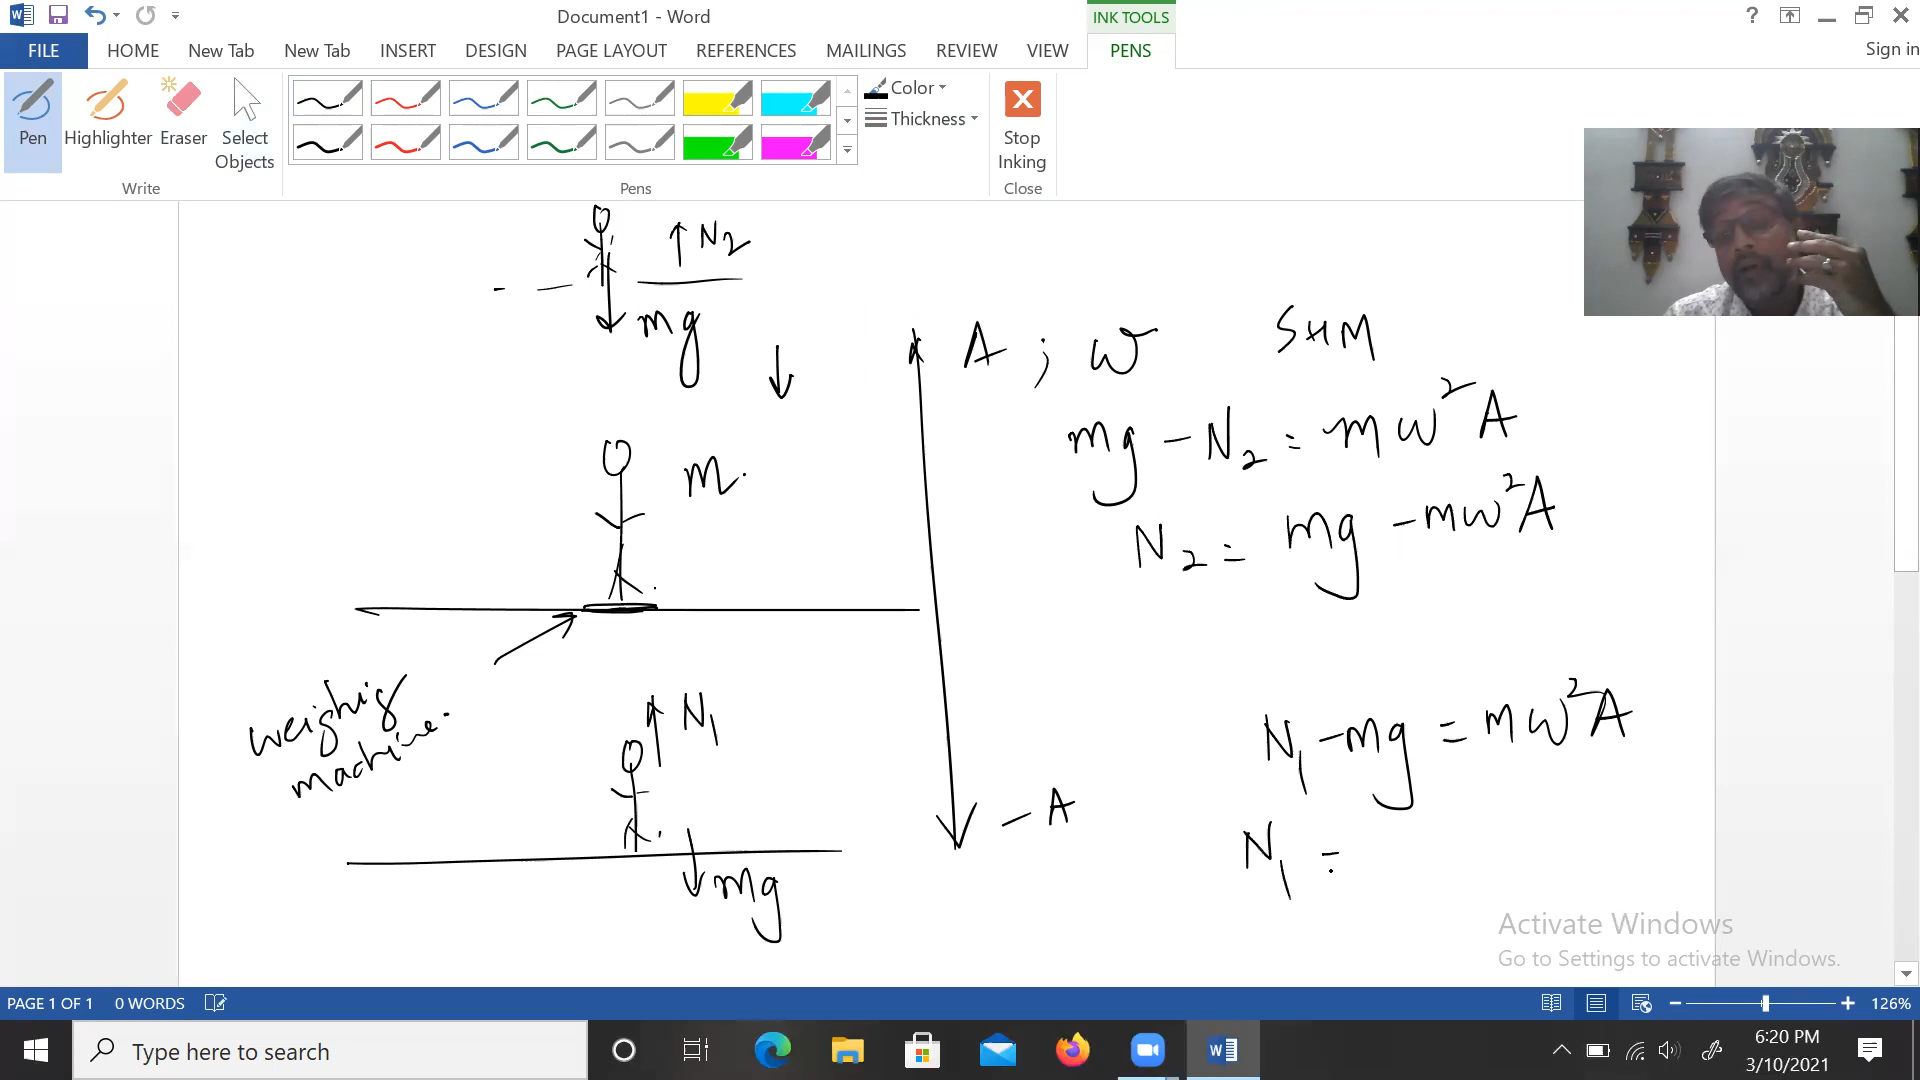 Document1 - Word
INK TOOLS
?
FILE
HOME
New Tab
New Tab
INSERT
DESIGN
PAGE LAYOUT
REFERENCES
MAILINGS
REVIEW
VIEW
PENS
Sign in
Pen
Highlighter
Eraser
Select Objects
Color
Thickness
Stop Inking
Write
Pens
Close
↑ N2
mg
A ; ω
SHM
mg - N2 = mω²A
m.
N2 = mg - mω²A
weighig
machine.
N1
N1 - mg = mω²A
- A
mg
N1 =
Activate Windows
Go to Settings to activate Windows.
PAGE 1 OF 1
0 WORDS
126%
Type here to search
6:20 PM
3/10/2021